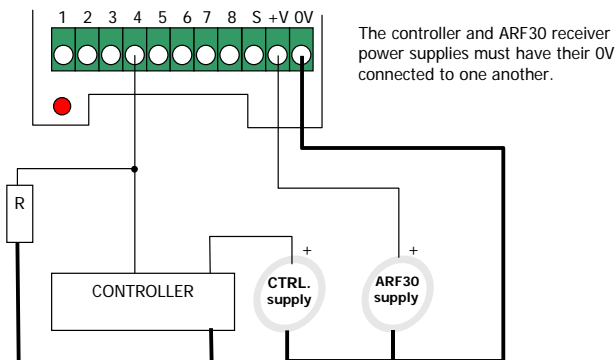 1 2 3 4 5 6 7 8 S +V 0V
The controller and ARF30 receiver
power supplies must have their 0V
connected to one another.
R
CONTROLLER
+
CTRL.
supply
+
ARF30
supply